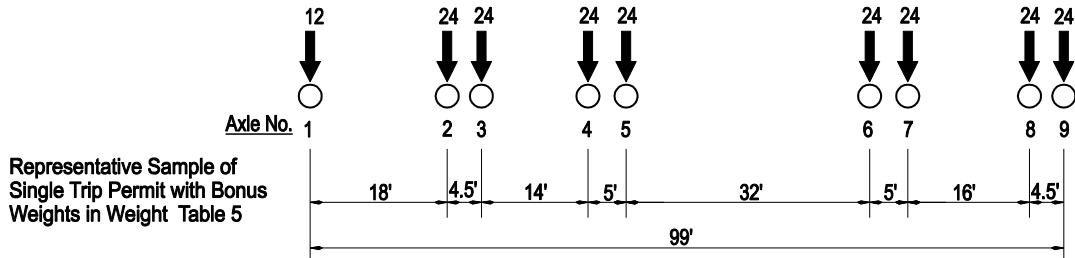 12 24 24 24 24 24 24 24 24
Axle No. 1 2 3 4 5 6 7 8 9
Representative Sample of
Single Trip Permit with Bonus
Weights in Weight Table 5
18' 4.5' 14' 5' 32' 5' 16' 4.5'
99'